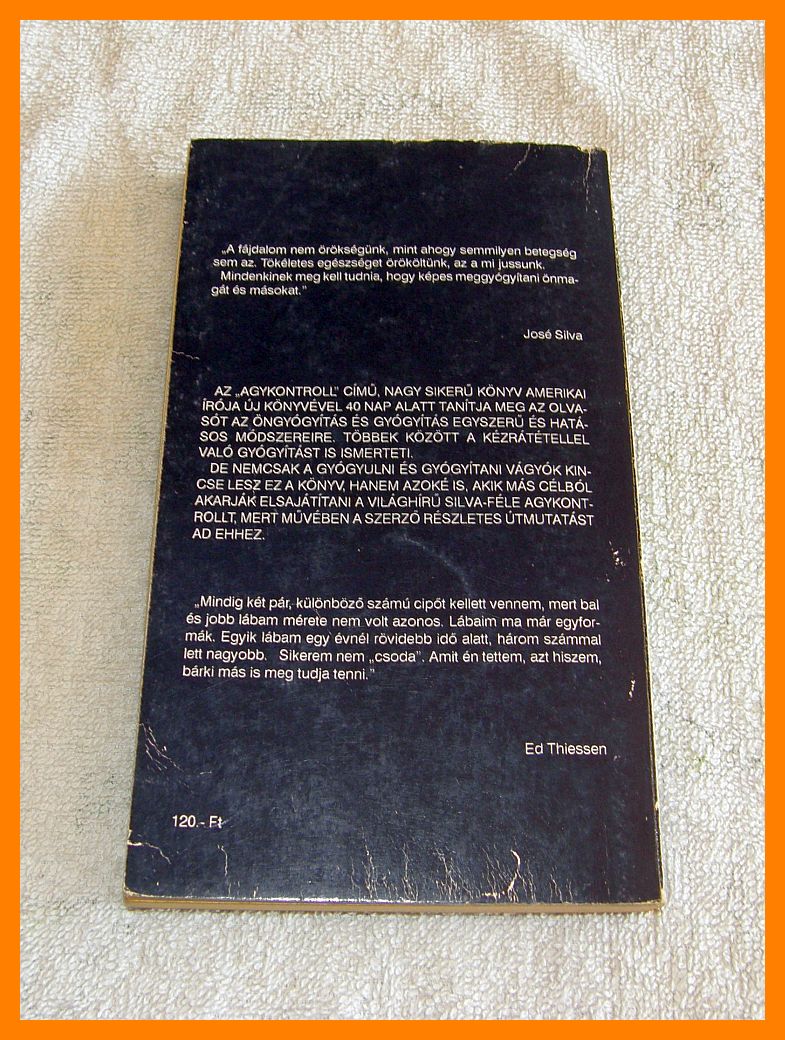 „A fájdalom nem örökségünk, mint ahogy semmilyen betegség
sem az. Tökéletes egészséget örököltünk, az a mi jussunk.
Mindenkinek meg kell tudnia, hogy képes meggyógyítani önma-
gát és másokat.”
José Silva
AZ „AGYKONTROLL” CÍMŰ, NAGY SIKERŰ KÖNYV AMERIKAI
ÍRÓJA ÚJ KÖNYVÉVEL 40 NAP ALATT TANÍTJA MEG AZ OLVA-
SÓT AZ ÖNGYÓGYÍTÁS ÉS GYÓGYÍTÁS EGYSZERŰ ÉS HATÁ-
SOS MÓDSZEREIRE. TÖBBEK KÖZÖTT A KÉZRÁTÉTELLEL
VALÓ GYÓGYÍTÁST IS ISMERTETI.
DE NEMCSAK A GYÓGYULNI ÉS GYÓGYÍTANI VÁGYÓK KIN-
CSE LESZ EZ A KÖNYV, HANEM AZOKÉ IS, AKIK MÁS CÉLBÓL
AKARJÁK ELSAJÁTÍTANI A VILÁGHÍRŰ SILVA-FÉLE AGYKONT-
ROLLT, MERT MŰVÉBEN A SZERZŐ RÉSZLETES ÚTMUTATÁST
AD EHHEZ.
„Mindig két pár, különböző számú cipőt kellett vennem, mert bal
és jobb lábam mérete nem volt azonos. Lábaim ma már egyfor-
mák. Egyik lábam egy évnél rövidebb idő alatt, három számmal
lett nagyobb. Sikerem nem „csoda”. Amit én tettem, azt hiszem,
bárki más is meg tudja tenni.”
Ed Thiessen
120.- Ft